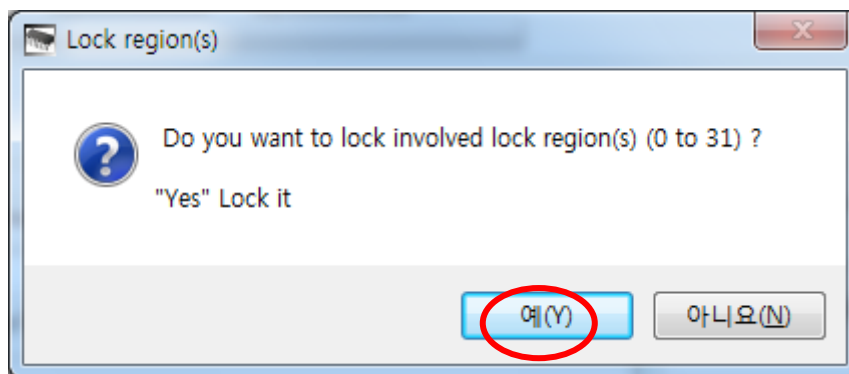 Lock region(s)
Do you want to lock involved lock region(s) (0 to 31) ?
"Yes" Lock it
예(Y) 아니요(N)